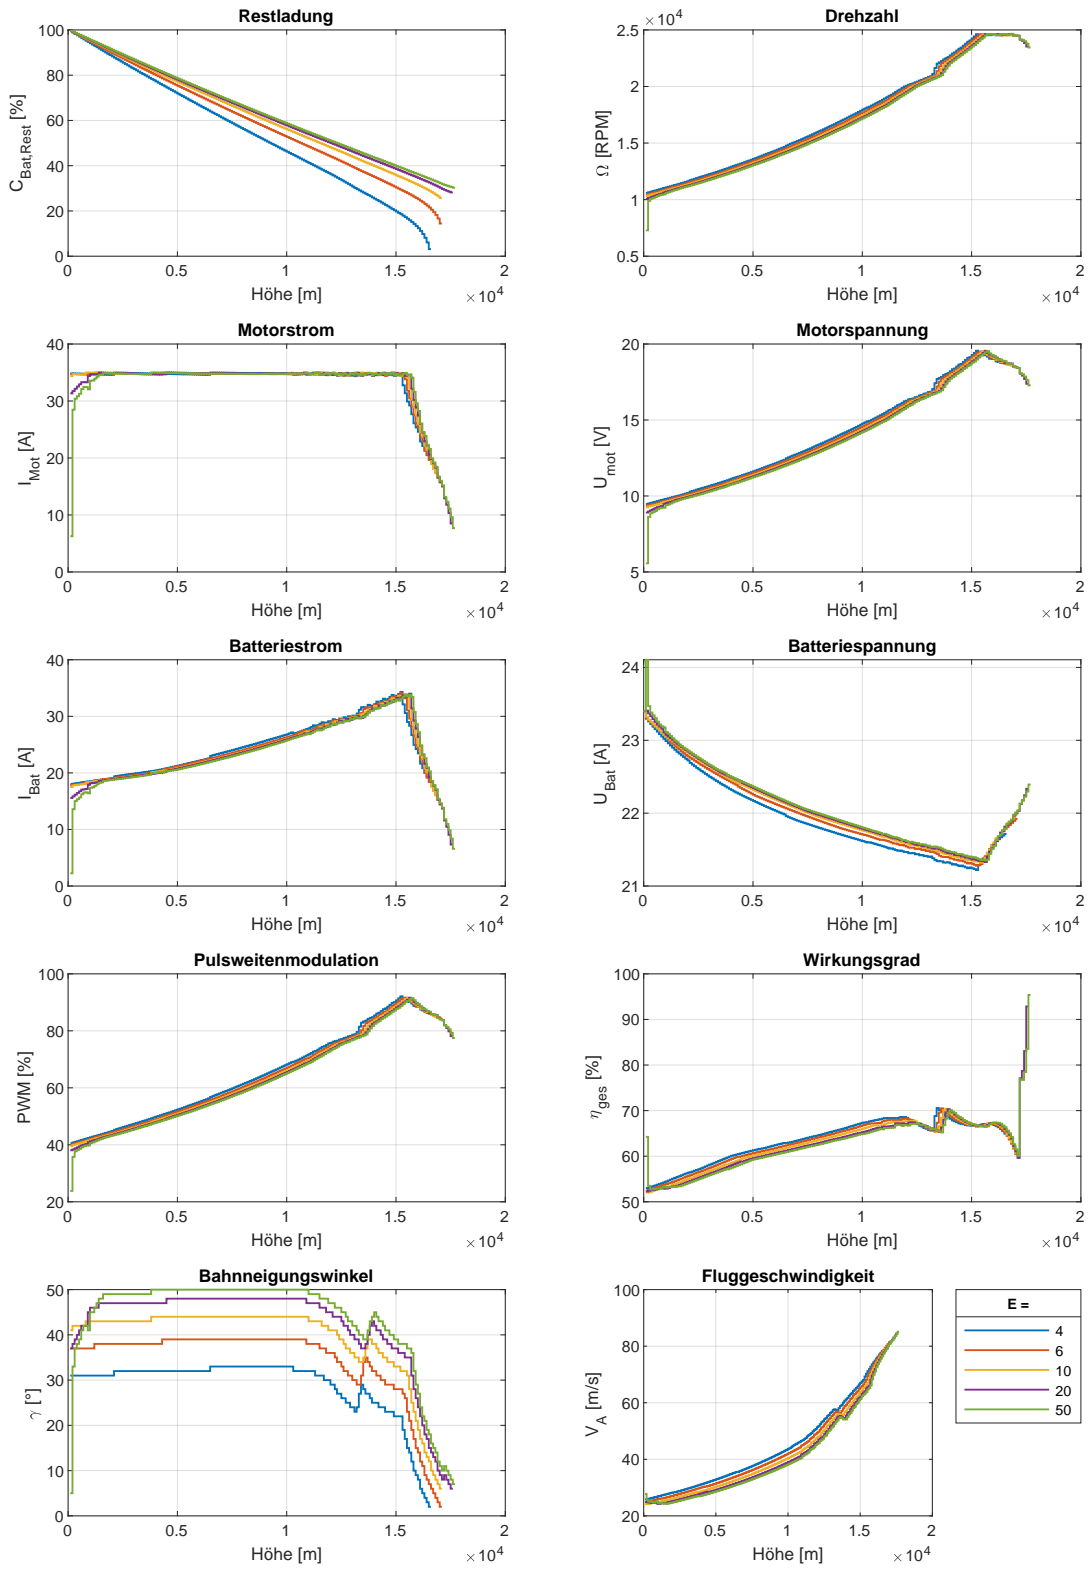 Restladung
C_Bat,Rest [%]
100
80
60
40
20
0
0 0.5 1 1.5 2
Höhe [m] ×10^4
Drehzahl
×10^4
Ω [RPM]
2.5
2
1.5
1
0.5
0 0.5 1 1.5 2
Höhe [m] ×10^4
Motorstrom
I_Mot [A]
40
30
20
10
0
0 0.5 1 1.5 2
Höhe [m] ×10^4
Motorspannung
U_mot [V]
20
15
10
5
0 0.5 1 1.5 2
Höhe [m] ×10^4
Batteriestrom
I_Bat [A]
40
30
20
10
0
0 0.5 1 1.5 2
Höhe [m] ×10^4
Batteriespannung
U_Bat [A]
24
23
22
21
0 0.5 1 1.5 2
Höhe [m] ×10^4
Pulsweitenmodulation
PWM [%]
100
80
60
40
20
0 0.5 1 1.5 2
Höhe [m] ×10^4
Wirkungsgrad
η_ges [%]
100
90
80
70
60
50
0 0.5 1 1.5 2
Höhe [m] ×10^4
Bahnneigungswinkel
γ [°]
50
40
30
20
10
0
0 0.5 1 1.5 2
Höhe [m] ×10^4
Fluggeschwindigkeit
V_A [m/s]
100
80
60
40
20
0 0.5 1 1.5 2
Höhe [m] ×10^4
E =
4
6
10
20
50